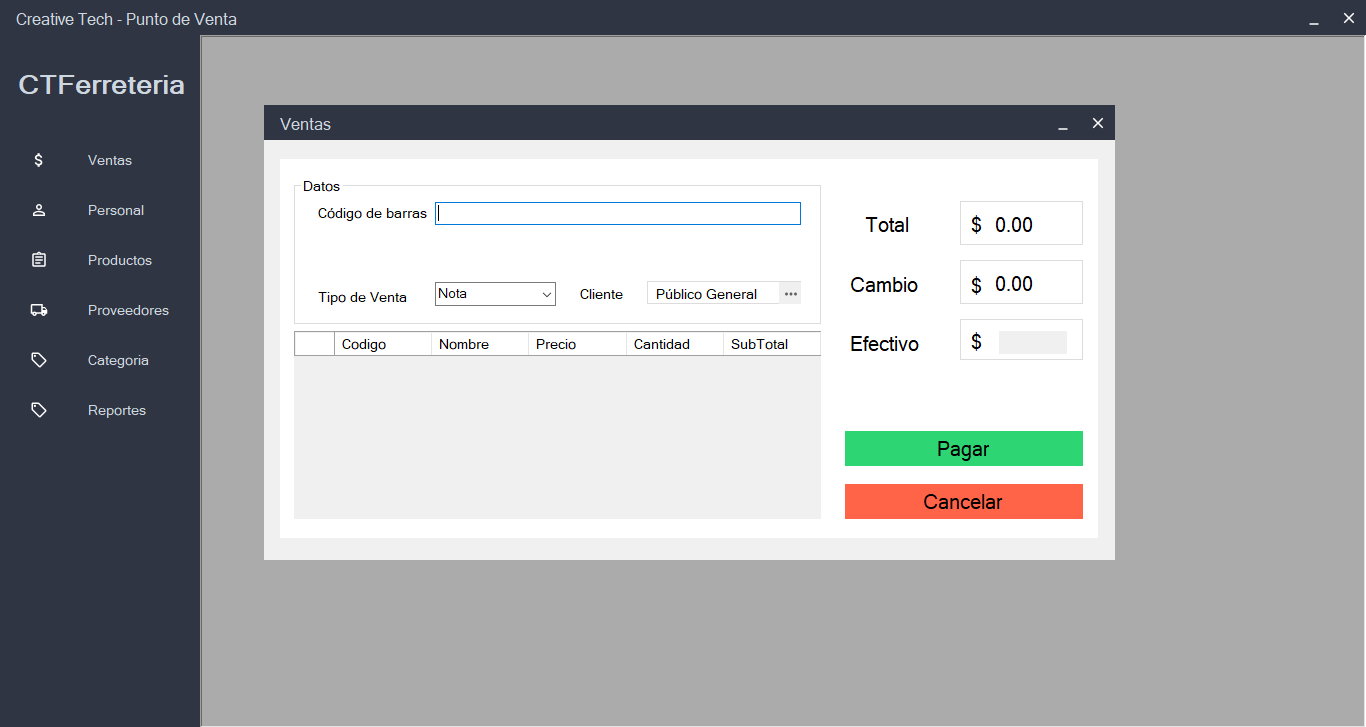 Creative Tech - Punto de Venta
CTFerreteria
Ventas
Personal
Productos
Proveedores
Categoria
Reportes
Ventas
Datos
Código de barras
Tipo de Venta
Nota
Cliente
Público General
Codigo
Nombre
Precio
Cantidad
SubTotal
Total
$ 0.00
Cambio
$ 0.00
Efectivo
$
Pagar
Cancelar